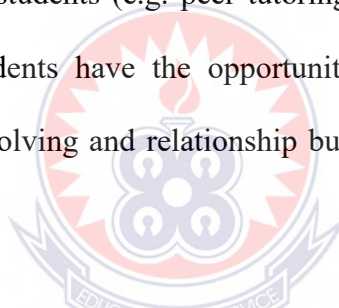 students (e.g. peer tutoring
dents have the opportunit
olving and relationship bu